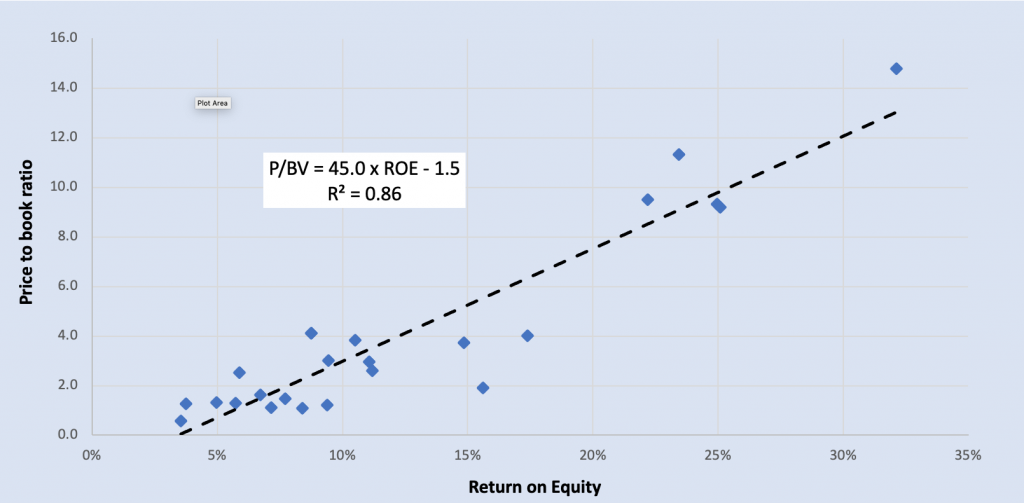 16.0
14.0
Plot Area
12.0
P/BV = 45.0 x ROE - 1.5
R² = 0.86
10.0
8.0
6.0
4.0
2.0
0.0
Price to book ratio
0% 5% 10% 15% 20% 25% 30% 35%
Return on Equity